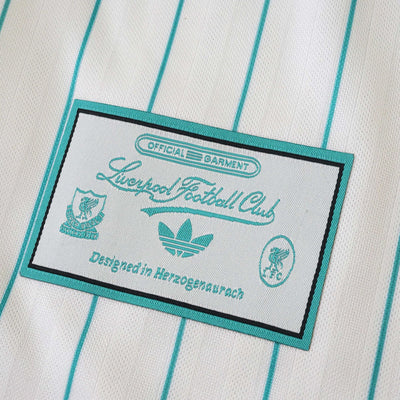 OFFICIAL GARMENT
Liverpool Football Club
L.F.C.
Designed in Herzogenaurach